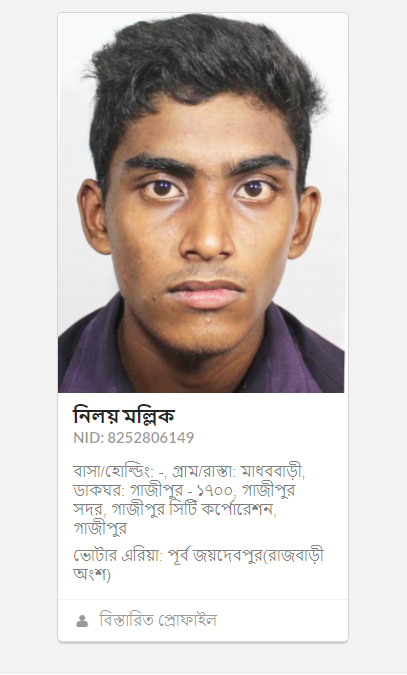 নিলয় মল্লিক
NID: 8252806149
বাসা/হোল্ডিং: -, গ্রাম/রাস্তা: মাধববাড়ী,
ডাকঘর: গাজীপুর - ১৭০০, গাজীপুর
সদর, গাজীপুর সিটি কর্পোরেশন,
গাজীপুর
ভোটার এরিয়া: পূর্ব জয়দেবপুর(রাজবাড়ী
অংশ)
বিস্তারিত প্রোফাইল